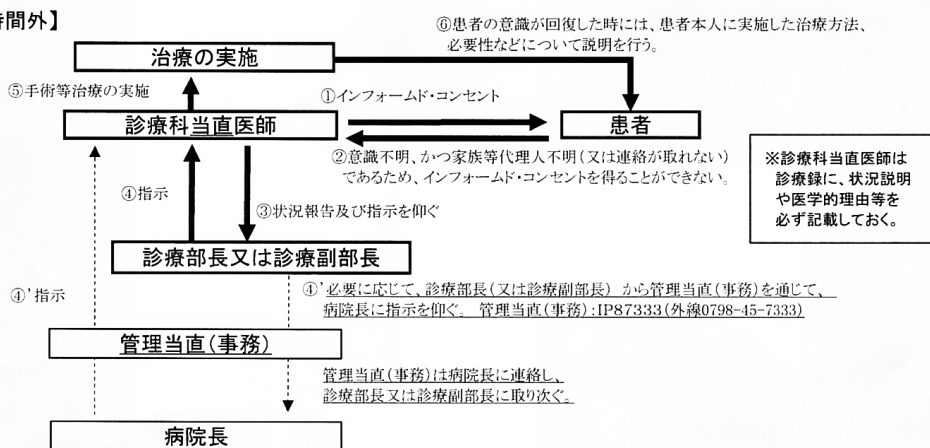 時間外】
⑥患者の意識が回復した時には、患者本人に実施した治療方法、
必要性などについて説明を行う。
治療の実施
⑤手術等治療の実施
①インフォームド・コンセント
診療科当直医師
患者
②意識不明、かつ家族等代理人不明(又は連絡が取れない)
であるため、インフォームド・コンセントを得ることができない。
※診療科当直医師は
診療録に、状況説明
や医学的理由等を
必ず記載しておく。
④指示
③状況報告及び指示を仰ぐ
診療部長又は診療副部長
④'指示
④'必要に応じて、診療部長(又は診療副部長) から管理当直(事務)を通じて、
病院長に指示を仰ぐ。 管理当直(事務):IP87333(外線0798-45-7333)
管理当直(事務)
管理当直(事務)は病院長に連絡し、
診療部長又は診療副部長に取り次ぐ。
病院長